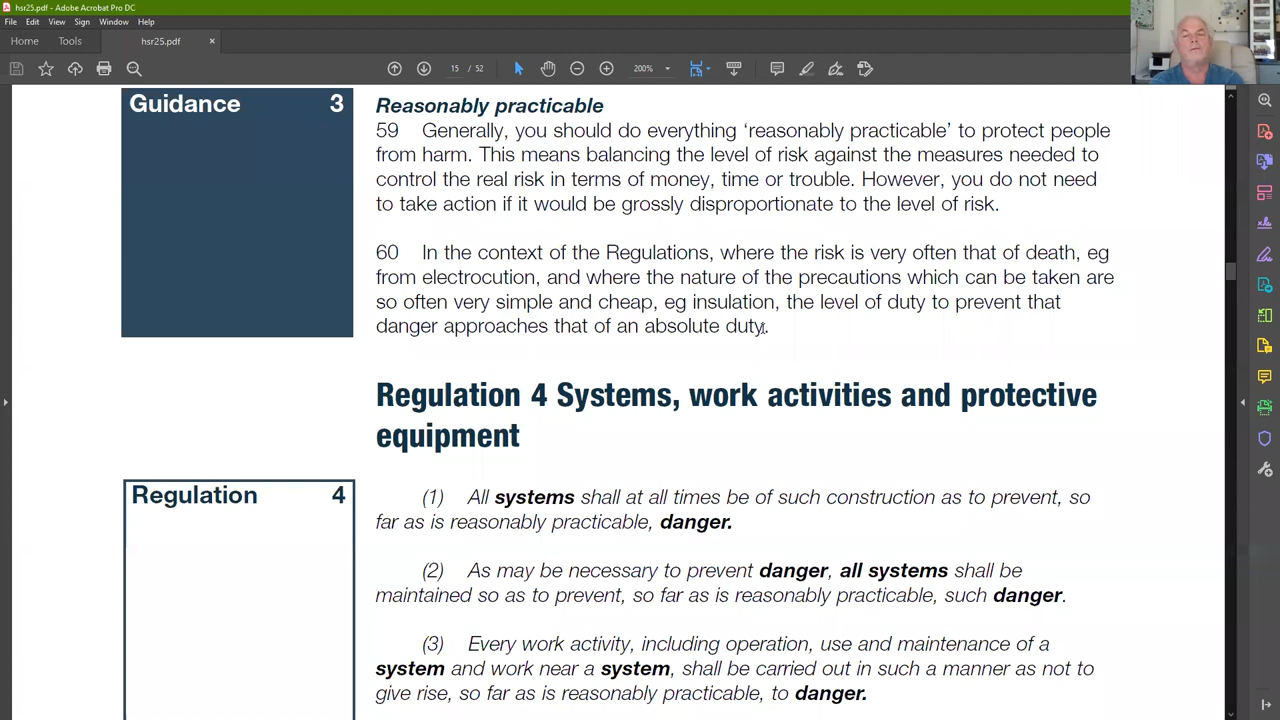 hsr25.pdf - Adobe Acrobat Pro DC
File Edit View Sign Window Help
Home Tools hsr25.pdf ×
15 / 52 200%
Guidance 3
Reasonably practicable
59 Generally, you should do everything ‘reasonably practicable’ to protect people
from harm. This means balancing the level of risk against the measures needed to
control the real risk in terms of money, time or trouble. However, you do not need
to take action if it would be grossly disproportionate to the level of risk.
60 In the context of the Regulations, where the risk is very often that of death, eg
from electrocution, and where the nature of the precautions which can be taken are
so often very simple and cheap, eg insulation, the level of duty to prevent that
danger approaches that of an absolute duty.
Regulation 4 Systems, work activities and protective
equipment
Regulation 4
(1) All systems shall at all times be of such construction as to prevent, so
far as is reasonably practicable, danger.
(2) As may be necessary to prevent danger, all systems shall be
maintained so as to prevent, so far as is reasonably practicable, such danger.
(3) Every work activity, including operation, use and maintenance of a
system and work near a system, shall be carried out in such a manner as not to
give rise, so far as is reasonably practicable, to danger.